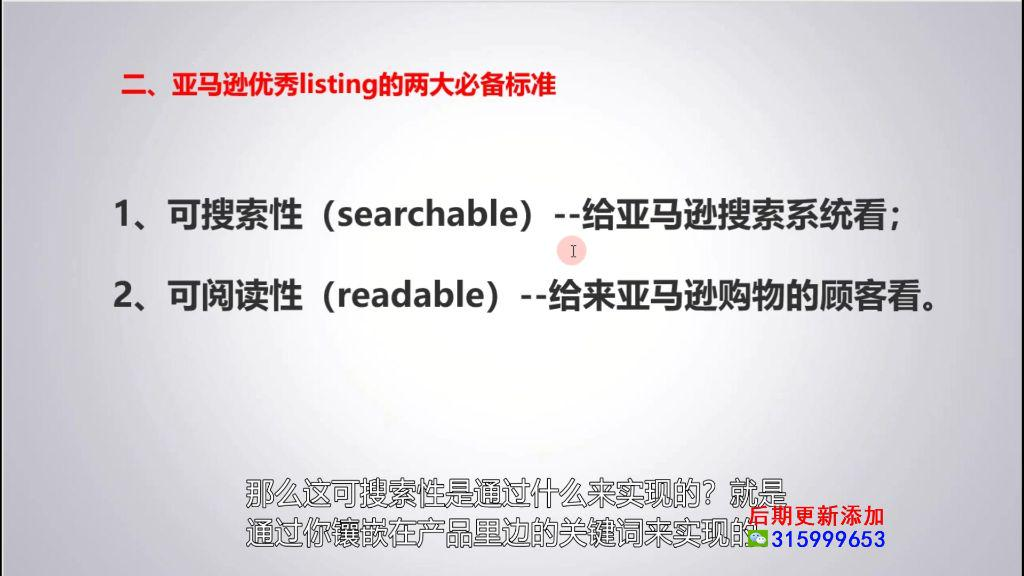 二、亚马逊优秀listing的两大必备标准
1、可搜索性（searchable）--给亚马逊搜索系统看；
2、可阅读性（readable）--给来亚马逊购物的顾客看。
那么这可搜索性是通过什么来实现的？就是
通过你镶嵌在产品里边的关键词来实现的
后期更新添加
315999653